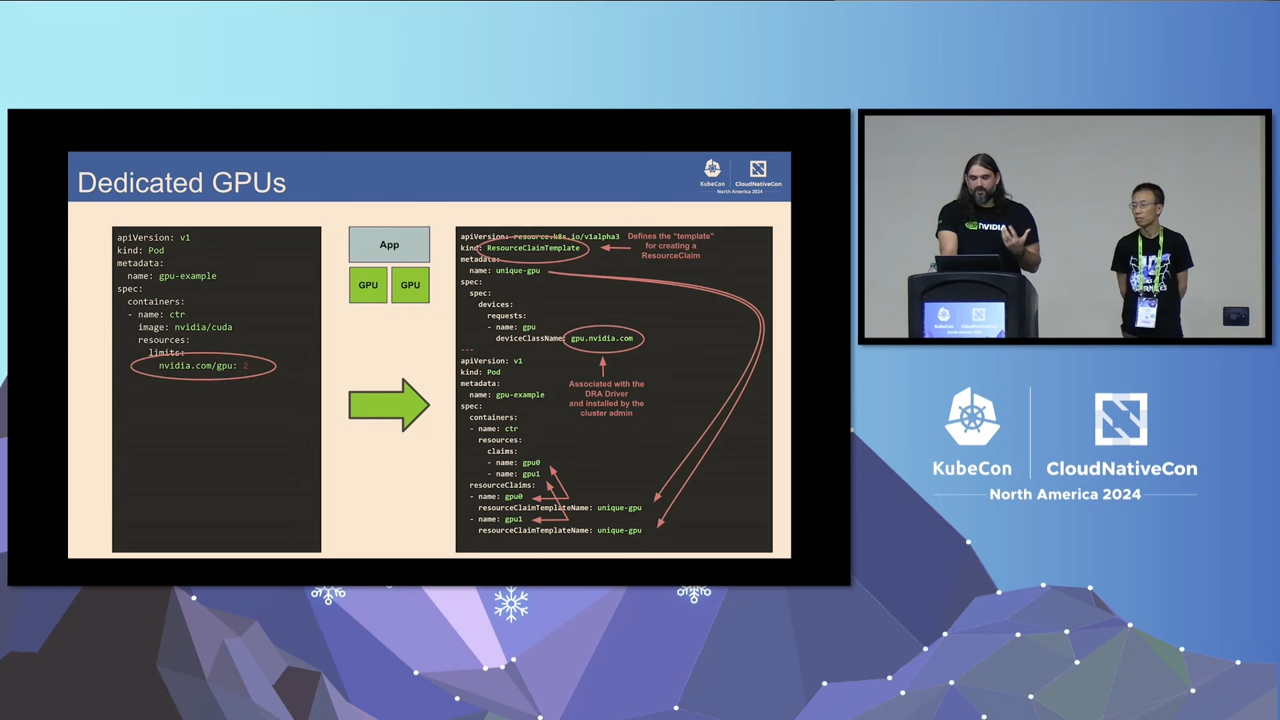 Dedicated GPUs
KubeCon
CloudNativeCon
North America 2024
apiVersion: v1
kind: Pod
metadata:
name: gpu-example
spec:
containers:
- name: ctr
image: nvidia/cuda
resources:
limits:
nvidia.com/gpu: 2
App
GPU
GPU
apiVersion: resource.k8s.io/v1alpha3
kind: ResourceClaimTemplate
metadata:
name: unique-gpu
spec:
spec:
devices:
requests:
- name: gpu
deviceClassName: gpu.nvidia.com
---
apiVersion: v1
kind: Pod
metadata:
name: gpu-example
spec:
containers:
- name: ctr
resources:
claims:
- name: gpu0
- name: gpu1
resourceClaims:
- name: gpu0
resourceClaimTemplateName: unique-gpu
- name: gpu1
resourceClaimTemplateName: unique-gpu
Defines the "template"
for creating a
ResourceClaim
Associated with the
DRA Driver
and installed by the
cluster admin
NVIDIA
KubeCon
CloudNativeCon
North America 2024